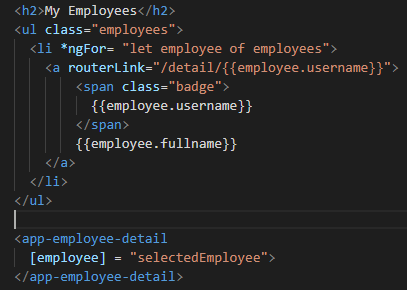 <h2>My Employees</h2>
<ul class="employees">
<li *ngFor= "let employee of employees">
<a routerLink="/detail/{{employee.username}}">
<span class="badge">
{{employee.username}}
</span>
{{employee.fullname}}
</a>
</li>
</ul>
<app-employee-detail
[employee] = "selectedEmployee">
</app-employee-detail>